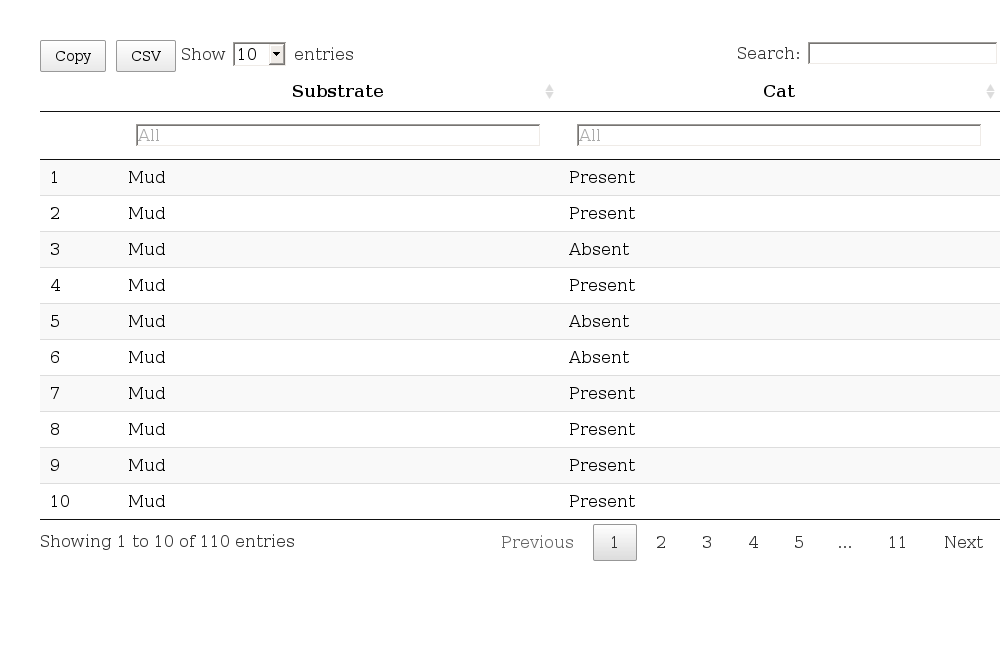 Copy CSV Show 10 entries Search:
Substrate Cat
All All
1 Mud Present
2 Mud Present
3 Mud Absent
4 Mud Present
5 Mud Absent
6 Mud Absent
7 Mud Present
8 Mud Present
9 Mud Present
10 Mud Present
Showing 1 to 10 of 110 entries Previous 1 2 3 4 5 … 11 Next